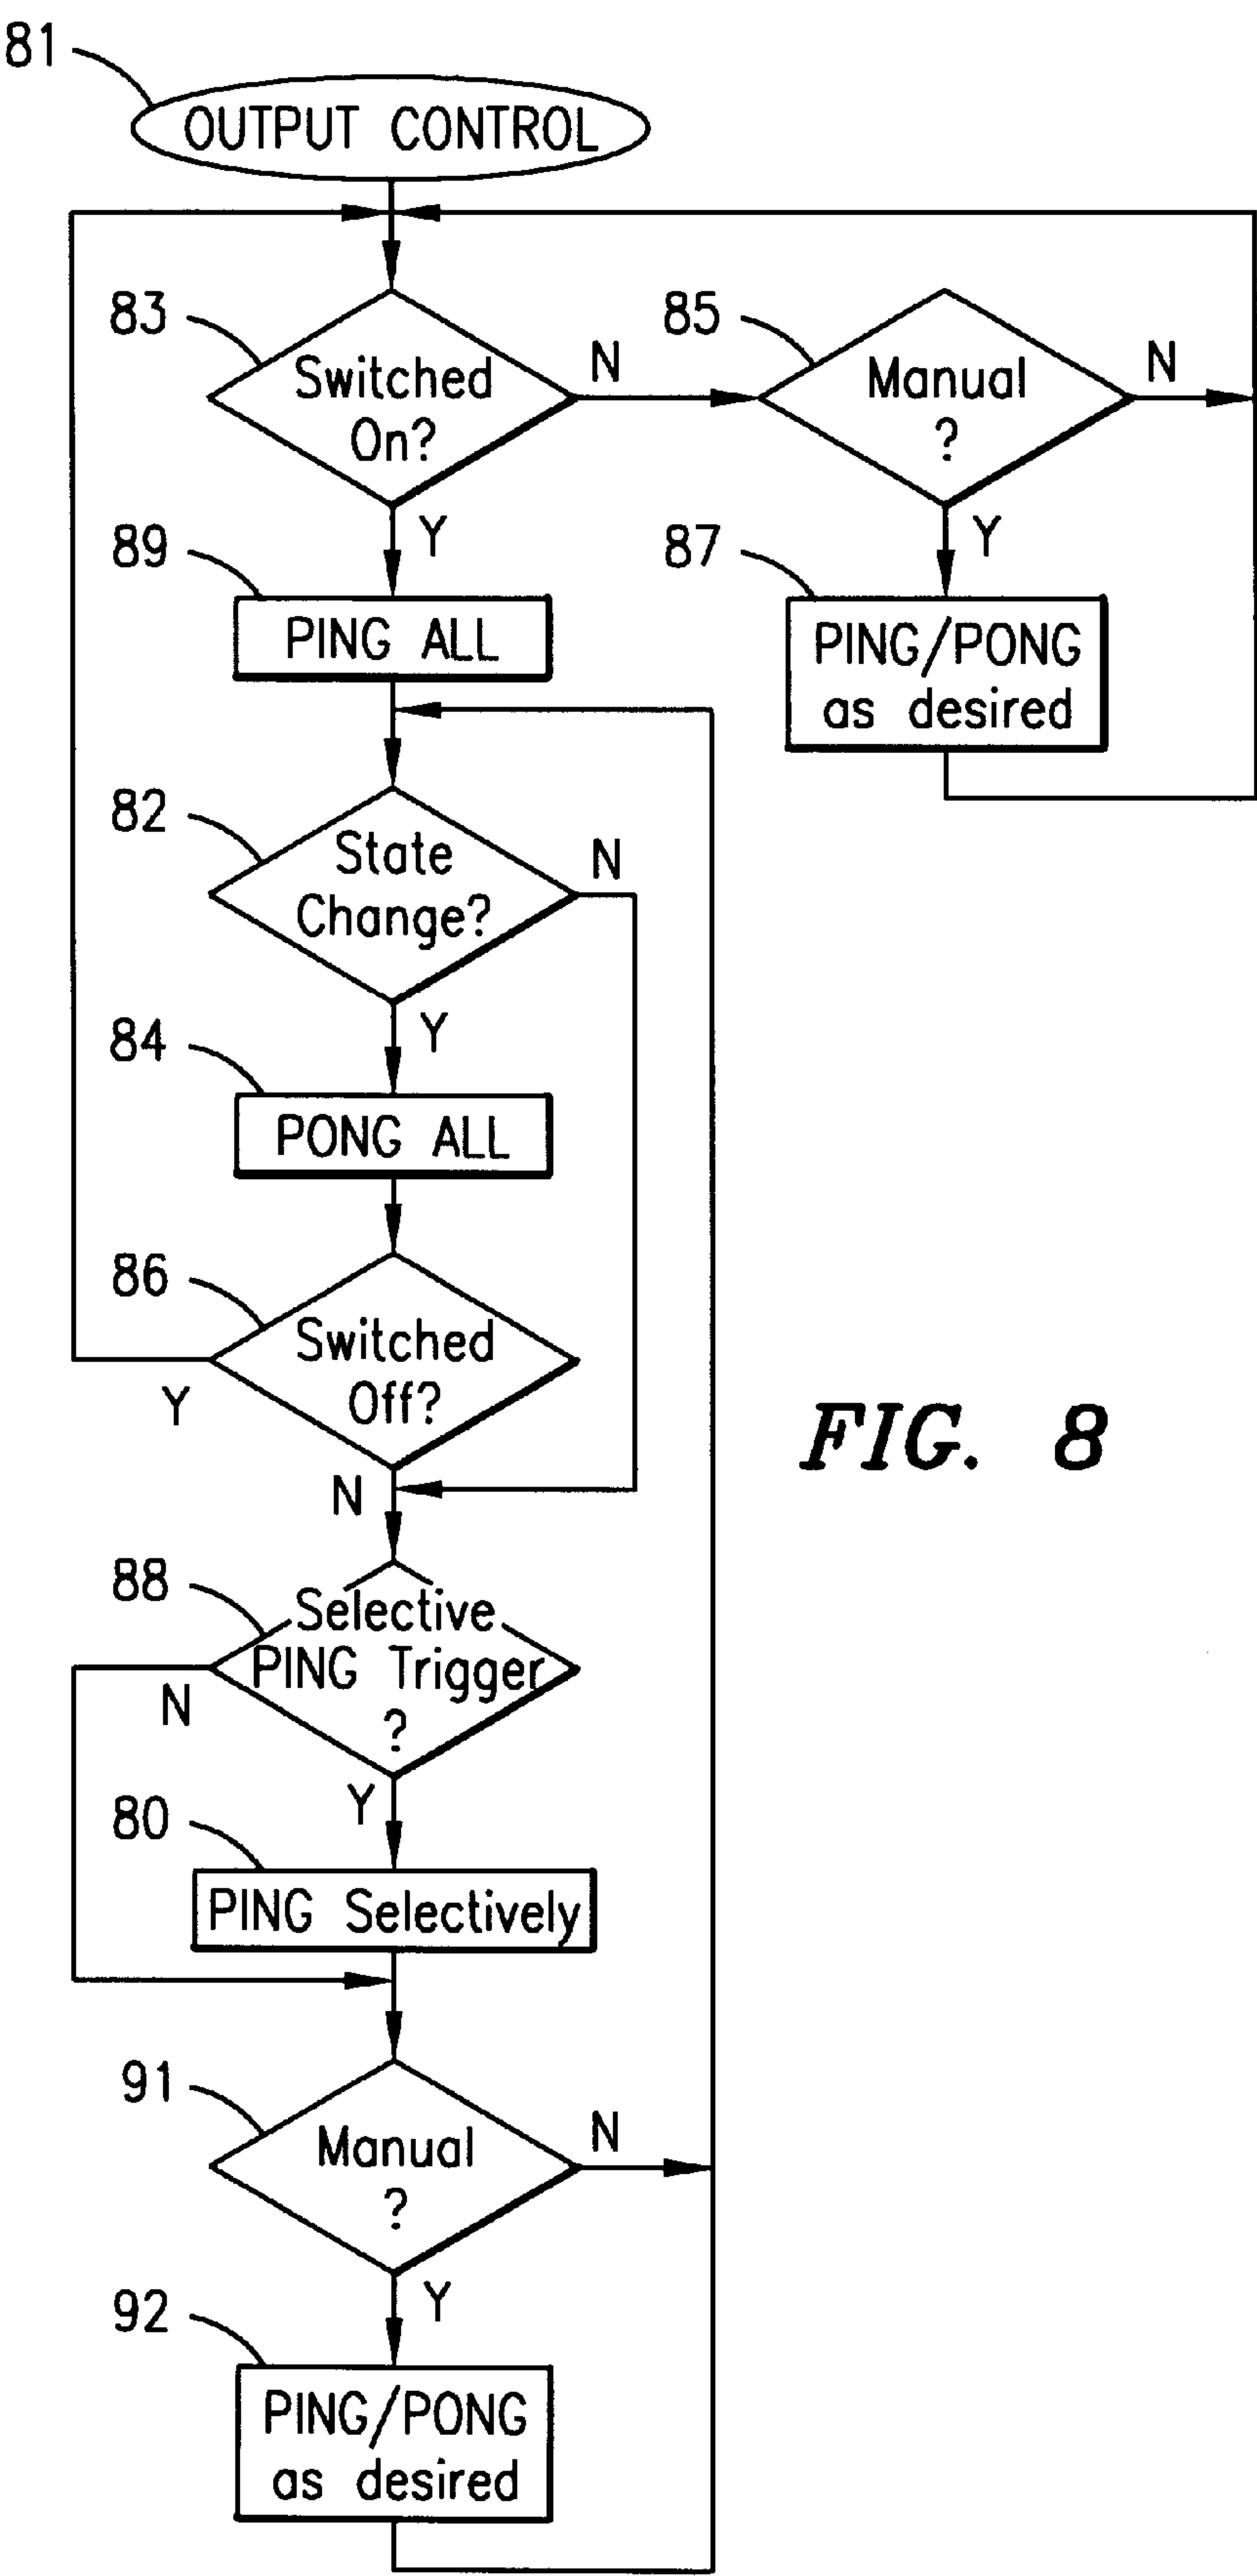 81
OUTPUT CONTROL
83
Switched
On?
N
Y
85
Manual
?
N
Y
89
PING ALL
87
PING/PONG
as desired
82
State
Change?
N
Y
84
PONG ALL
86
Switched
Off?
Y
N
FIG. 8
88
Selective
PING Trigger
?
N
Y
80
PING Selectively
91
Manual
?
N
Y
92
PING/PONG
as desired